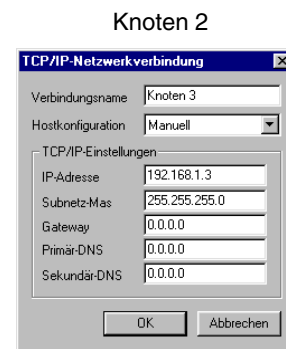 Knoten 2
TCP/IP-Netzwerkverbindung
Verbindungsname Knoten 3
Hostkonfiguration Manuell
TCP/IP-Einstellungen
IP-Adresse 192.168.1.3
Subnetz-Mas 255.255.255.0
Gateway 0.0.0.0
Primär-DNS 0.0.0.0
Sekundär-DNS 0.0.0.0
OK Abbrechen